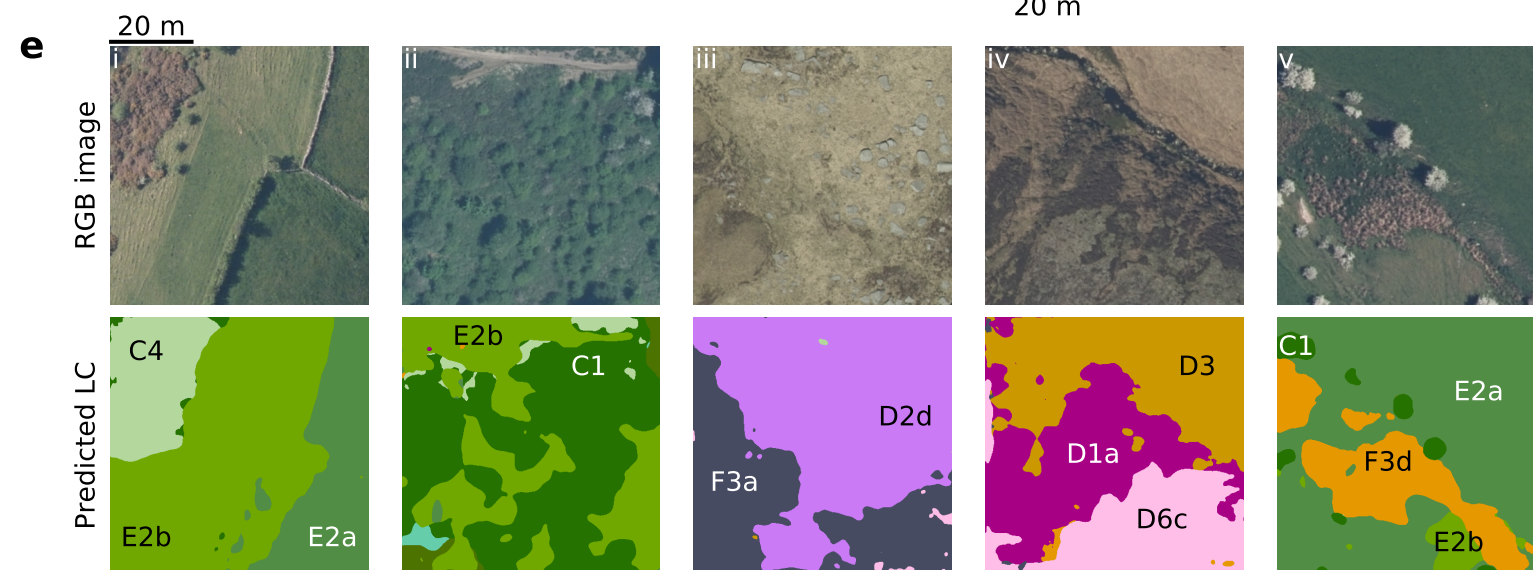 20 m
20 m
e
i
ii
iii
iv
v
RGB image
Predicted LC
C4
E2b
E2a
E2b
C1
D2d
F3a
D3
D1a
D6c
C1
E2a
F3d
E2b